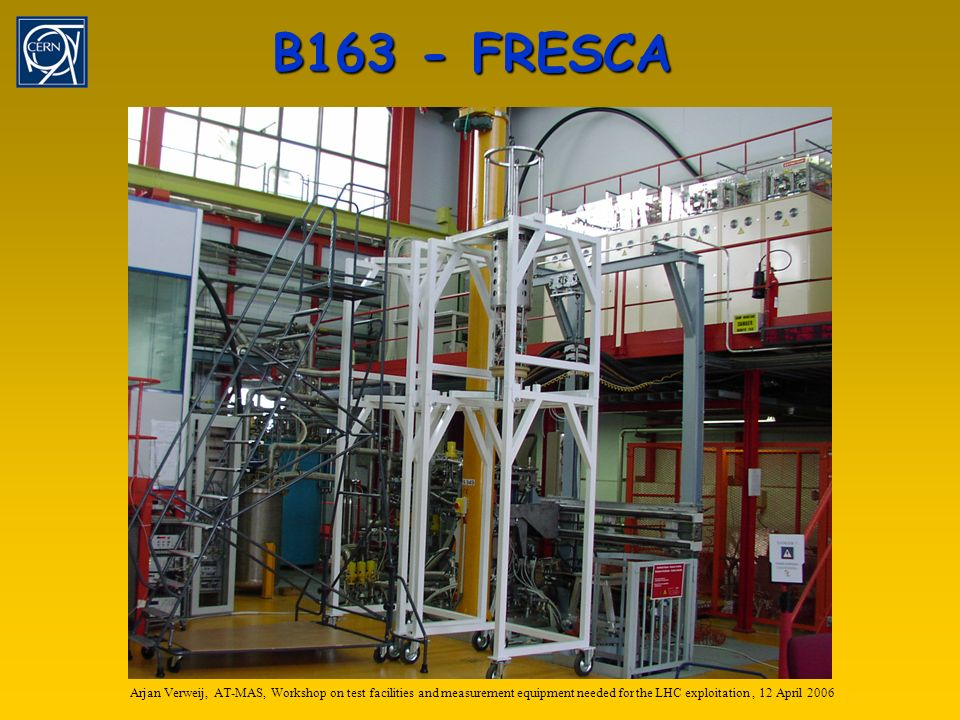 CERN
B163 - FRESCA
DANGER
Arjan Verweij, AT-MAS, Workshop on test facilities and measurement equipment needed for the LHC exploitation , 12 April 2006